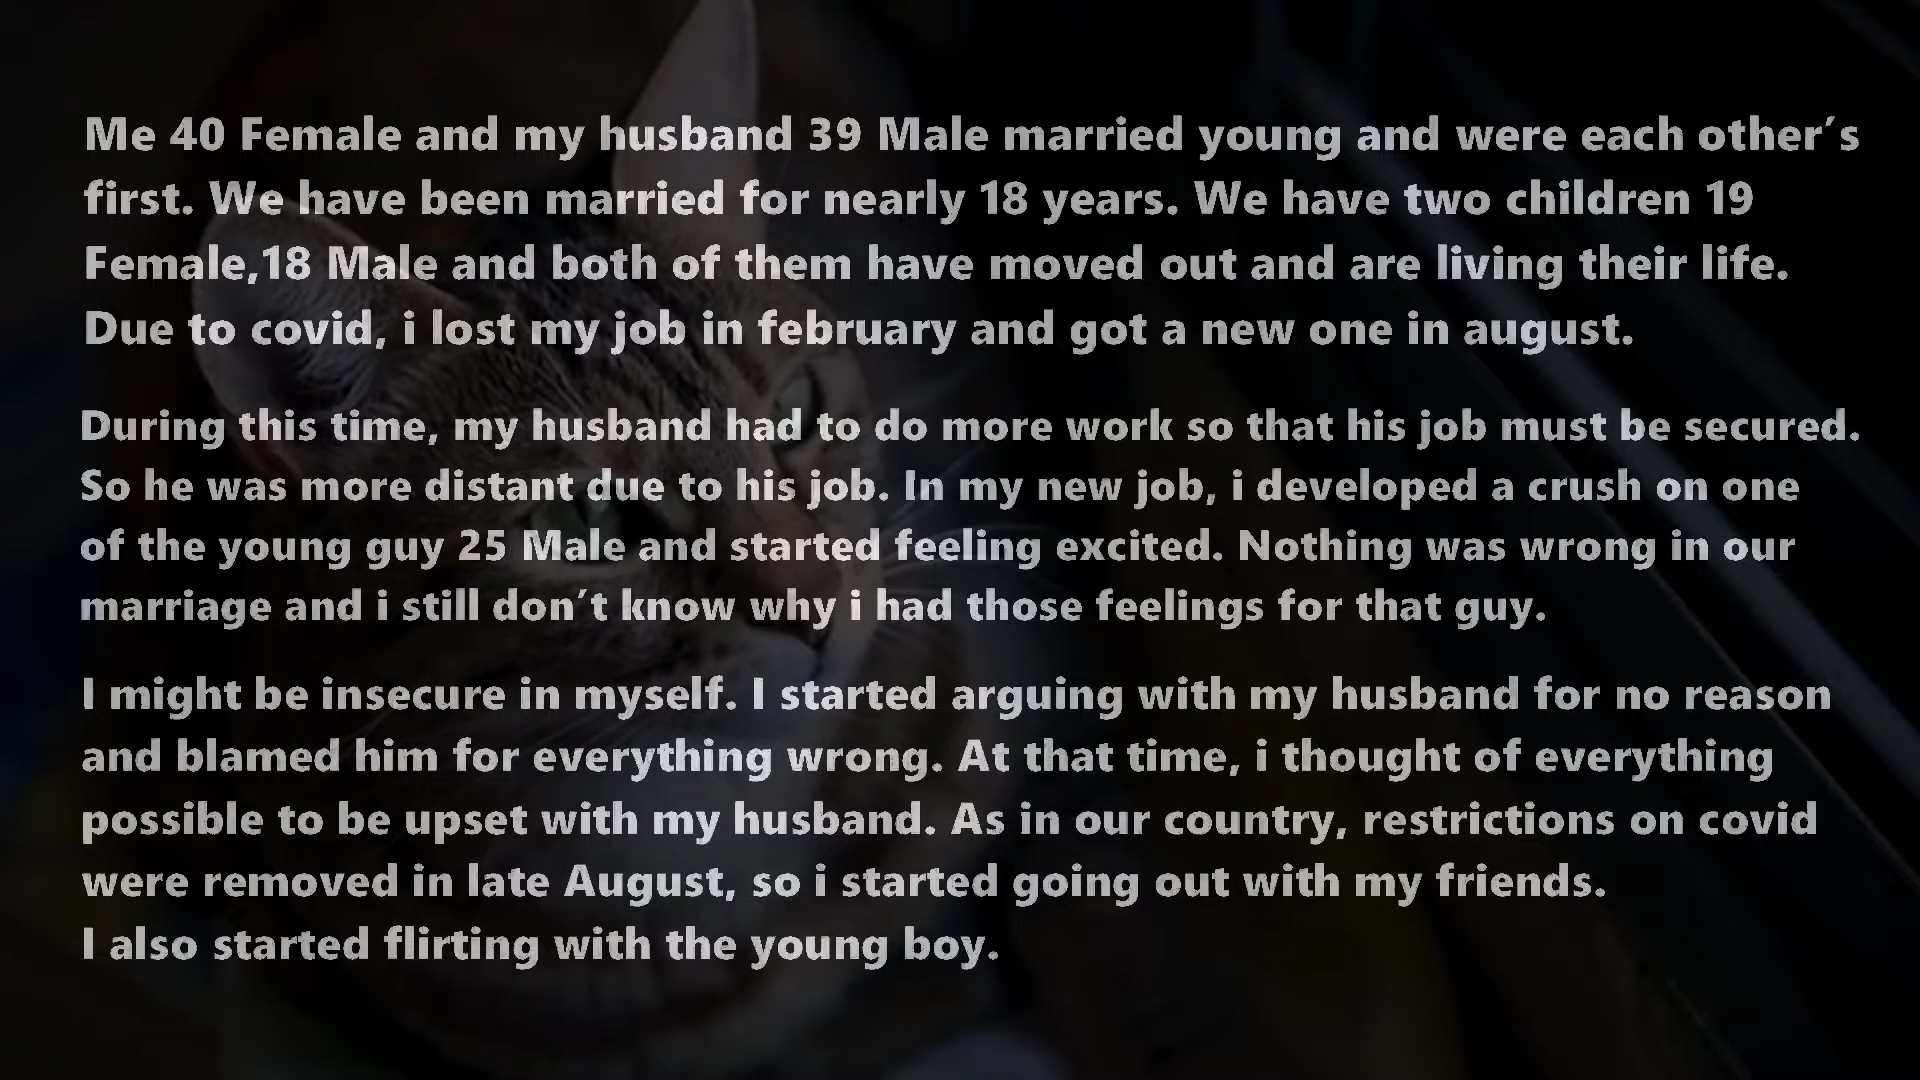 Me 40 Female and my husband 39 Male married young and were each other´s
first. We have been married for nearly 18 years. We have two children 19
Female,18 Male and both of them have moved out and are living their life.
Due to covid, i lost my job in february and got a new one in august.
During this time, my husband had to do more work so that his job must be secured.
So he was more distant due to his job. In my new job, i developed a crush on one
of the young guy 25 Male and started feeling excited. Nothing was wrong in our
marriage and i still don´t know why i had those feelings for that guy.
I might be insecure in myself. I started arguing with my husband for no reason
and blamed him for everything wrong. At that time, i thought of everything
possible to be upset with my husband. As in our country, restrictions on covid
were removed in late August, so i started going out with my friends.
I also started flirting with the young boy.